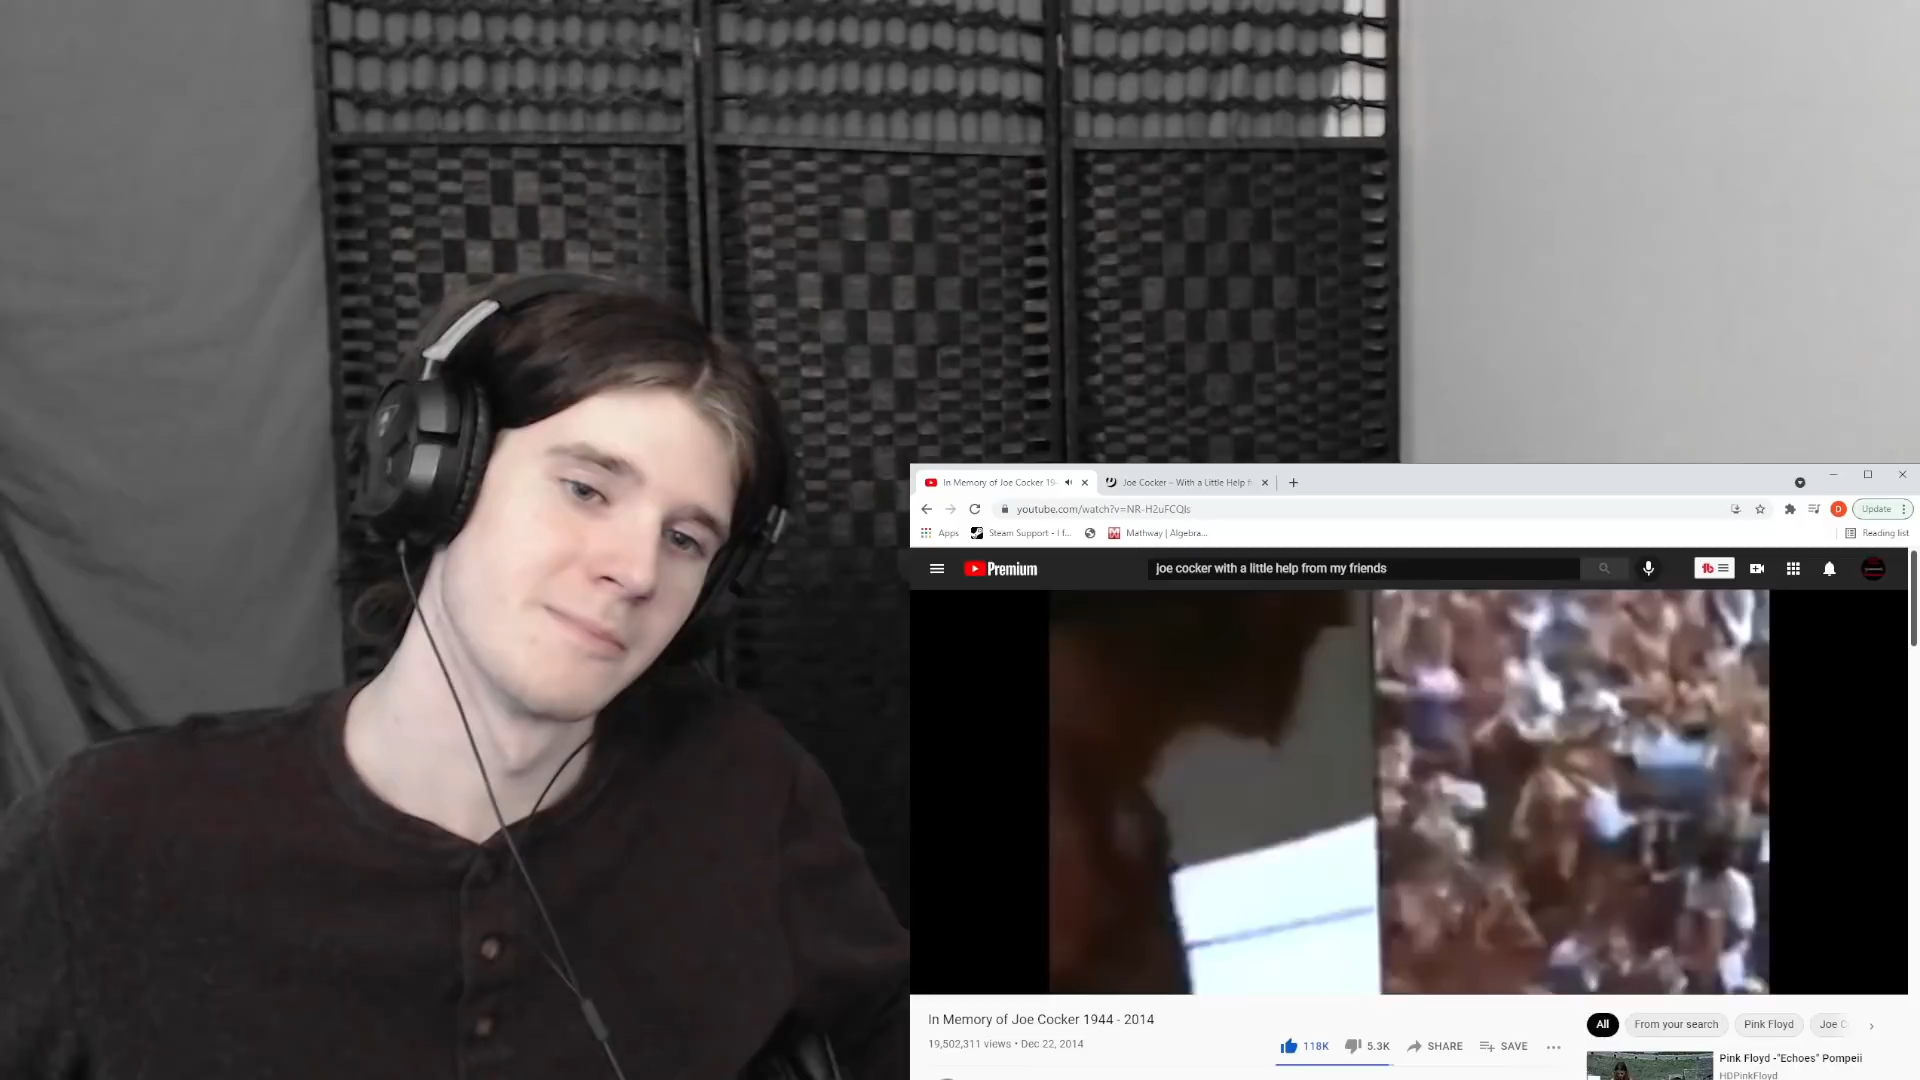 In Memory of Joe Cocker 19
Joe Cocker – With a Little Help f
youtube.com/watch?v=NR-H2uFCQIs
D
Update
Apps
Steam Support - I f...
Mathway | Algebra...
Reading list
Premium
joe cocker with a little help from my friends
tb
In Memory of Joe Cocker 1944 - 2014
19,502,311 views • Dec 22, 2014
118K
5.3K
SHARE
SAVE
All
From your search
Pink Floyd
Joe C
Pink Floyd -"Echoes" Pompeii
HDPinkFloyd